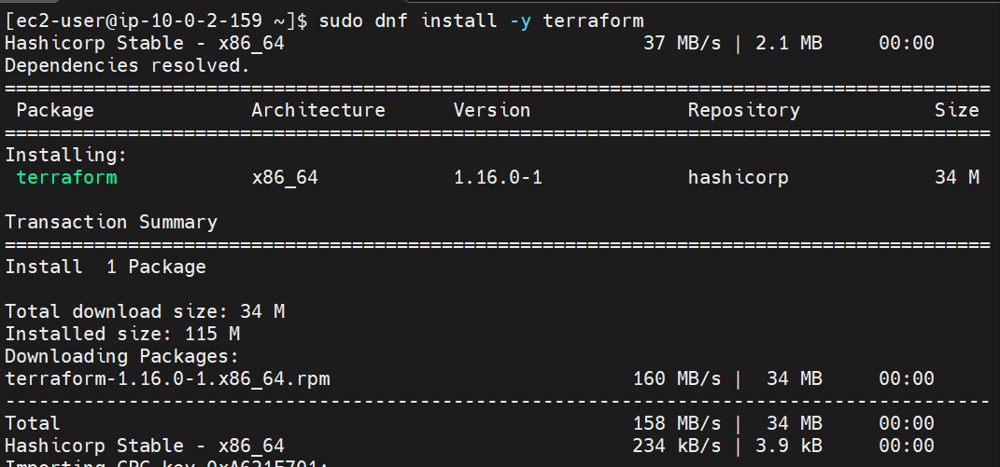 [ec2-user@ip-10-0-2-159 ~]$ sudo dnf install -y terraform
Hashicorp Stable - x86_64 37 MB/s | 2.1 MB 00:00
Dependencies resolved.
================================================================================
Package Architecture Version Repository Size
================================================================================
Installing:
terraform x86_64 1.16.0-1 hashicorp 34 M
Transaction Summary
================================================================================
Install 1 Package
Total download size: 34 M
Installed size: 115 M
Downloading Packages:
terraform-1.16.0-1.x86_64.rpm 160 MB/s | 34 MB 00:00
--------------------------------------------------------------------------------
Total 158 MB/s | 34 MB 00:00
Hashicorp Stable - x86_64 234 kB/s | 3.9 kB 00:00
Importing GPG key 0xA621E701: